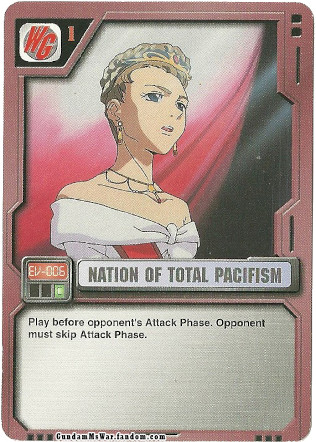 WG 1
EV-006
NATION OF TOTAL PACIFISM
Play before opponent's Attack Phase. Opponent
must skip Attack Phase.
GundamMsWar.fandom.com